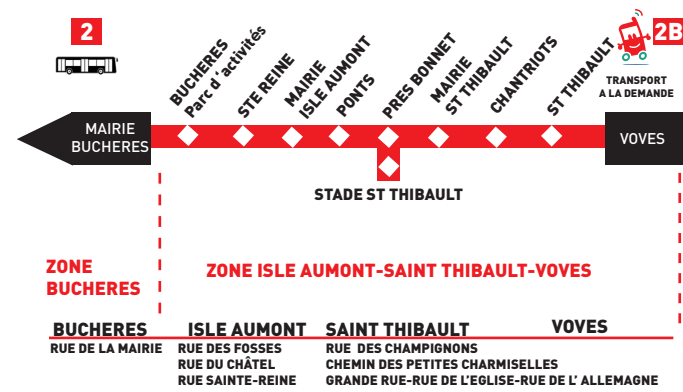 2
2B
BUCHERES
Parc d'activités
STE REINE
MAIRIE
ISLE AUMONT
PONTS
PRES BONNET
MAIRIE
ST THIBAULT
CHANTRIOTS
ST THIBAULT
TRANSPORT
A LA DEMANDE
MAIRIE
BUCHERES
VOVES
STADE ST THIBAULT
ZONE
BUCHERES
ZONE ISLE AUMONT-SAINT THIBAULT-VOVES
BUCHERES ISLE AUMONT SAINT THIBAULT VOVES
RUE DE LA MAIRIE RUE DES FOSSES RUE DES CHAMPIGNONS
RUE DU CHÂTEL CHEMIN DES PETITES CHARMISELLES
RUE SAINTE-REINE GRANDE RUE-RUE DE L'EGLISE-RUE DE L' ALLEMAGNE